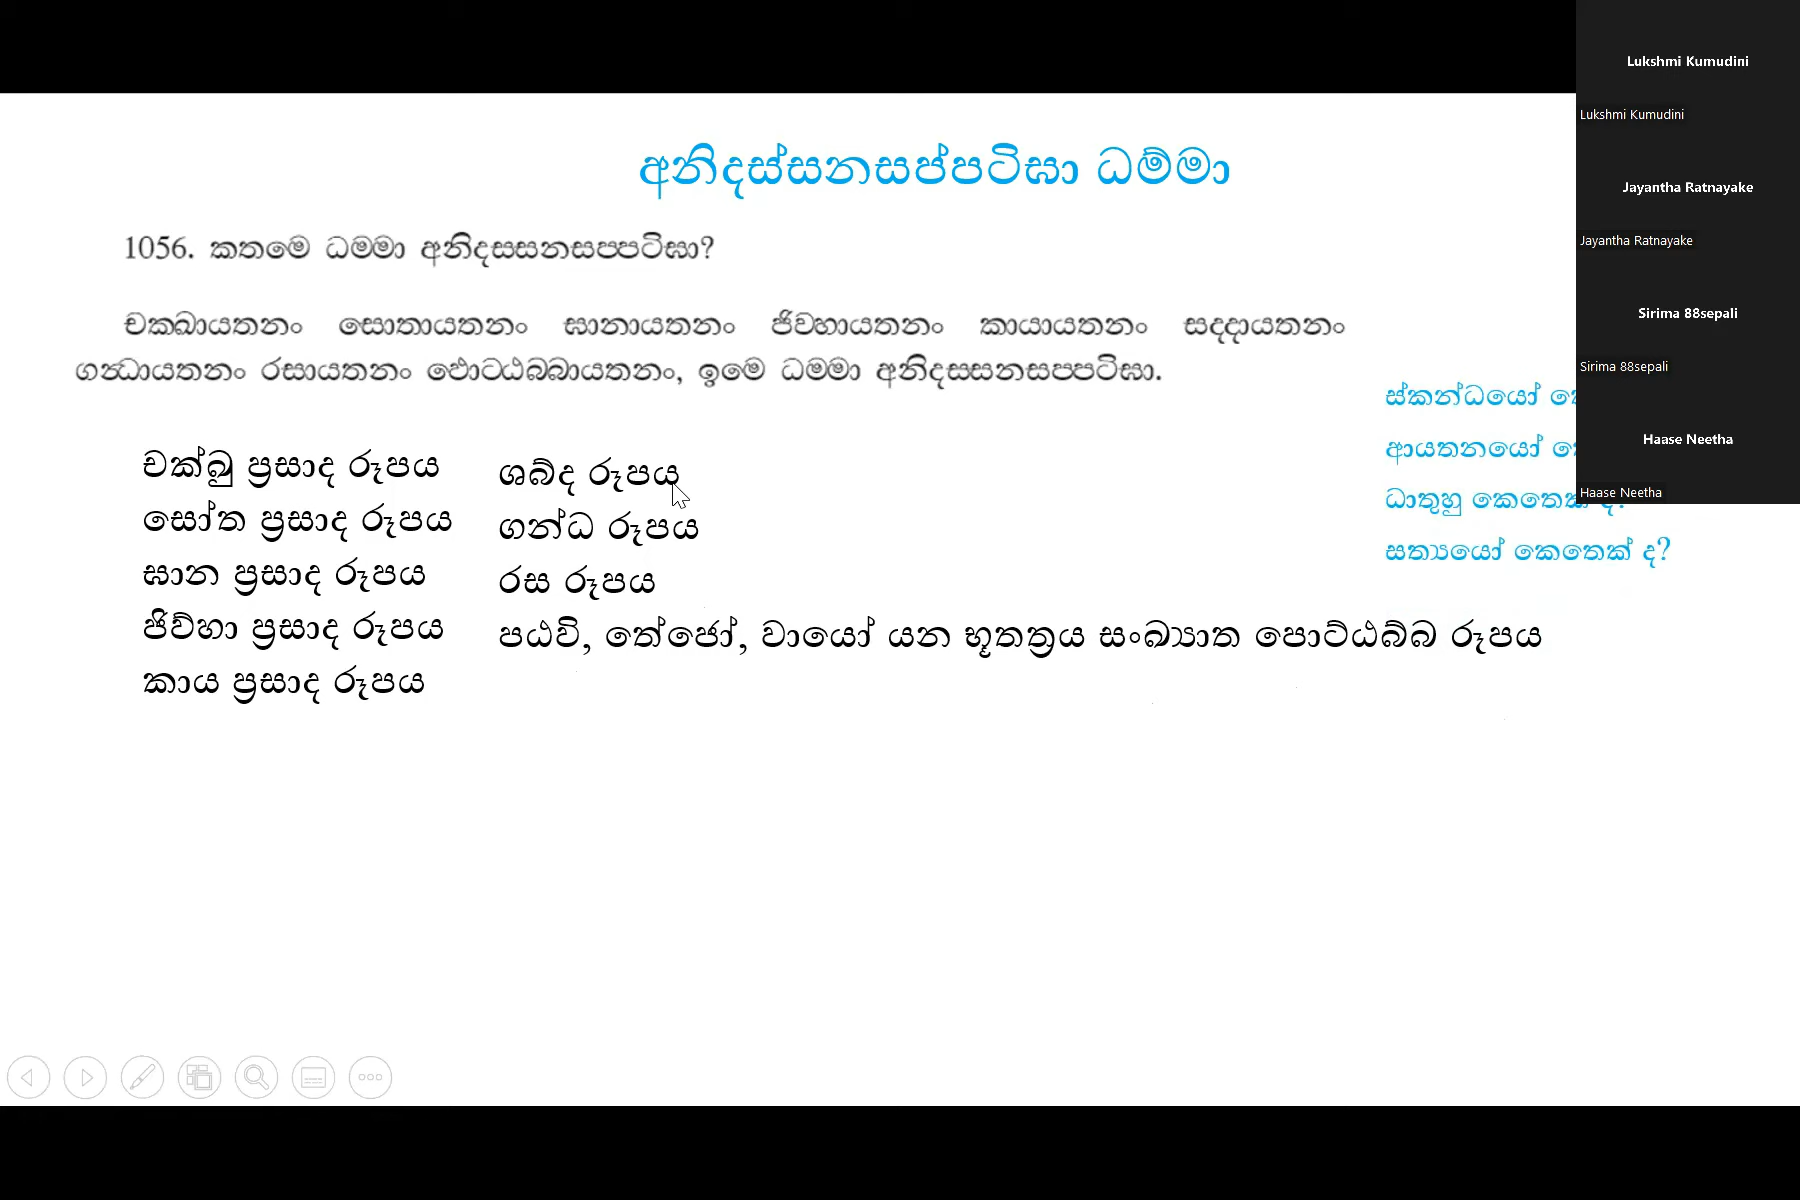 අනිදස්සනසප්පටිඝා ධම්මා
1056. කතමෙ ධම්මා අනිදස්සනසප්පටිඝා?
චක්ඛායතනං සොතායතනං ඝානායතනං ජිව්හායතනං කායායතනං සද්දායතනං
ගන්ධායතනං රසායතනං ඵොට්ඨබ්බායතනං, ඉමෙ ධම්මා අනිදස්සනසප්පටිඝා.
චක්ඛු ප්‍රසාද රූපය
සෝත ප්‍රසාද රූපය
ඝාන ප්‍රසාද රූපය
ජිව්හා ප්‍රසාද රූපය
කාය ප්‍රසාද රූපය
ශබ්ද රූපය
ගන්ධ රූපය
රස රූපය
පඨවි, තේජෝ, වායෝ යන භූතත්‍රය සංඛ්‍යාත පොට්ඨබ්බ රූපය
ස්කන්ධයෝ
ආයතනයෝ
ධාතුහු කෙතෙක් ද?
සත්‍යයෝ කෙතෙක් ද?
Lukshmi Kumudini
Lukshmi Kumudini
Jayantha Ratnayake
Jayantha Ratnayake
Sirima 88sepali
Sirima 88sepali
Haase Neetha
Haase Neetha